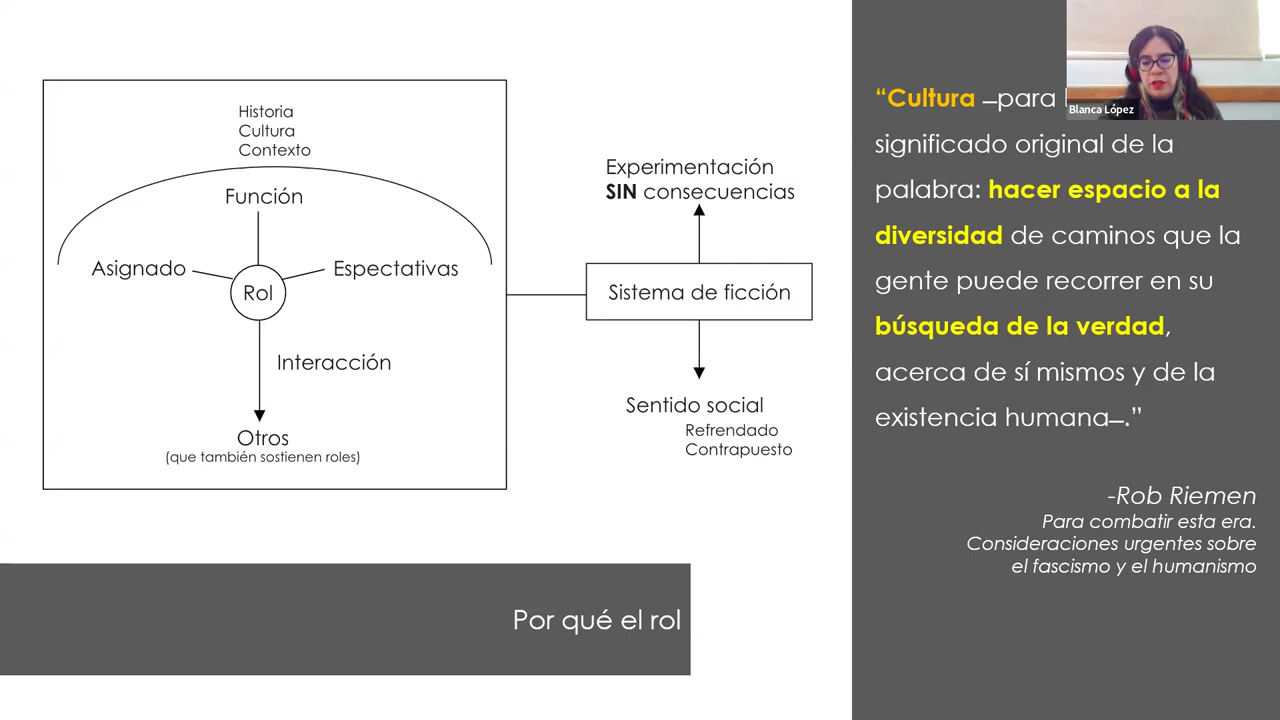 Historia
Cultura
Contexto
Función
Asignado
Espectativas
Rol
Interacción
Otros
(que también sostienen roles)
Experimentación
SIN consecuencias
Sistema de ficción
Sentido social
Refrendado
Contrapuesto
Por qué el rol
“Cultura –para
significado original de la
palabra: hacer espacio a la
diversidad de caminos que la
gente puede recorrer en su
búsqueda de la verdad,
acerca de sí mismos y de la
existencia humana–.”
-Rob Riemen
Para combatir esta era.
Consideraciones urgentes sobre
el fascismo y el humanismo
Blanca López